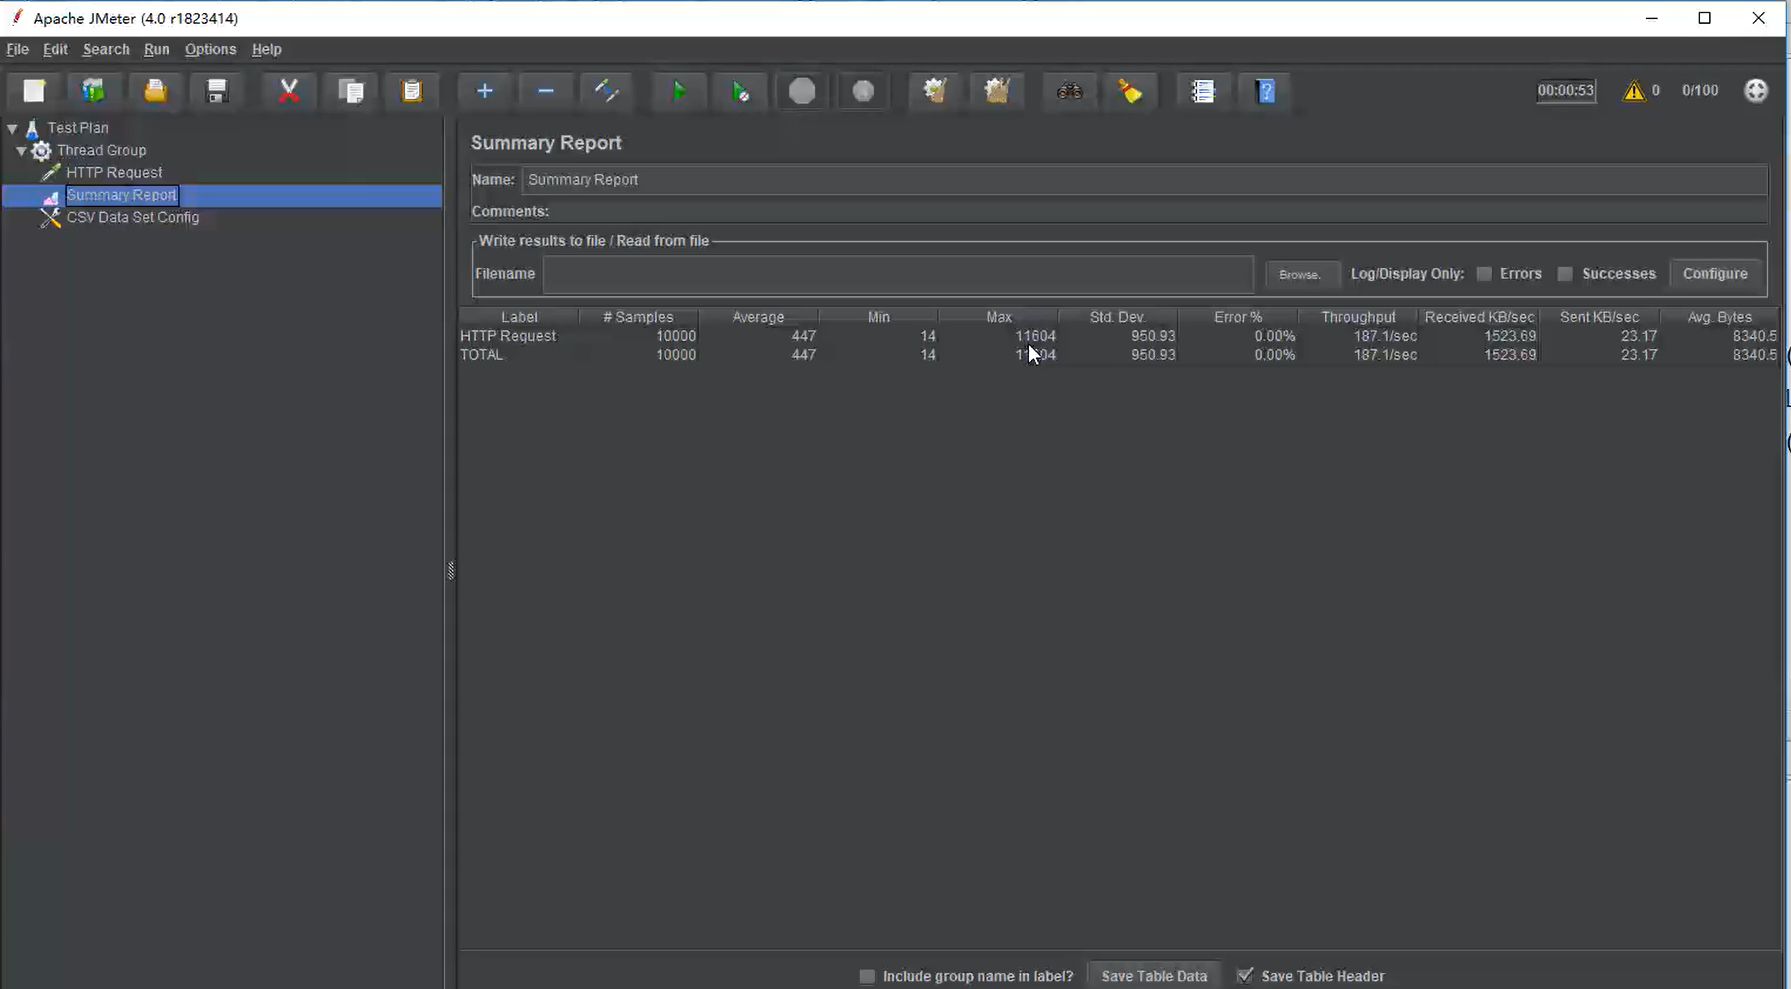 Apache JMeter (4.0 r1823414)
File Edit Search Run Options Help
00:00:53 0 0/100
Test Plan
Thread Group
HTTP Request
Summary Report
CSV Data Set Config
Summary Report
Name: Summary Report
Comments:
Write results to file / Read from file
Filename Browse.. Log/Display Only: Errors Successes Configure
Label # Samples Average Min Max Std. Dev. Error % Throughput Received KB/sec Sent KB/sec Avg. Bytes
HTTP Request 10000 447 14 11604 950.93 0.00% 187.1/sec 1523.69 23.17 8340.5
TOTAL 10000 447 14 11604 950.93 0.00% 187.1/sec 1523.69 23.17 8340.5
Include group name in label? Save Table Data Save Table Header